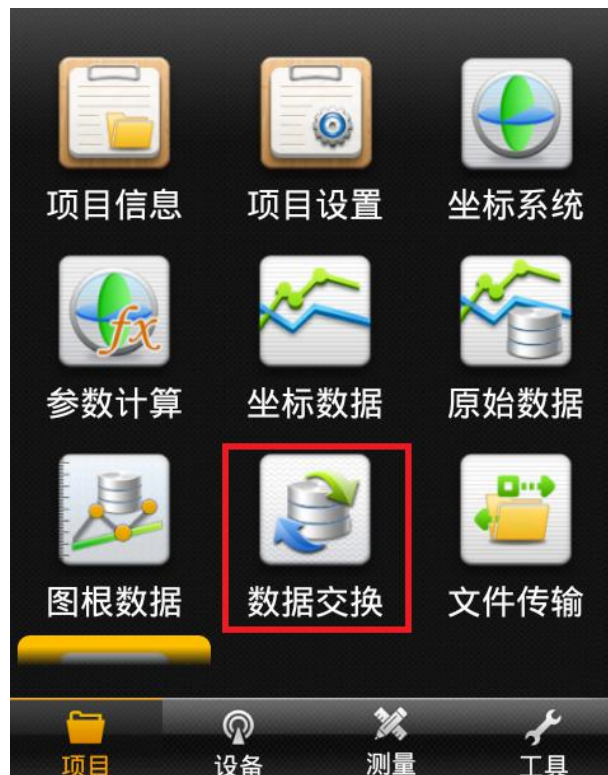 项目信息 项目设置 坐标系统
fx
参数计算 坐标数据 原始数据
图根数据 数据交换 文件传输
项目 设备 测量 工具